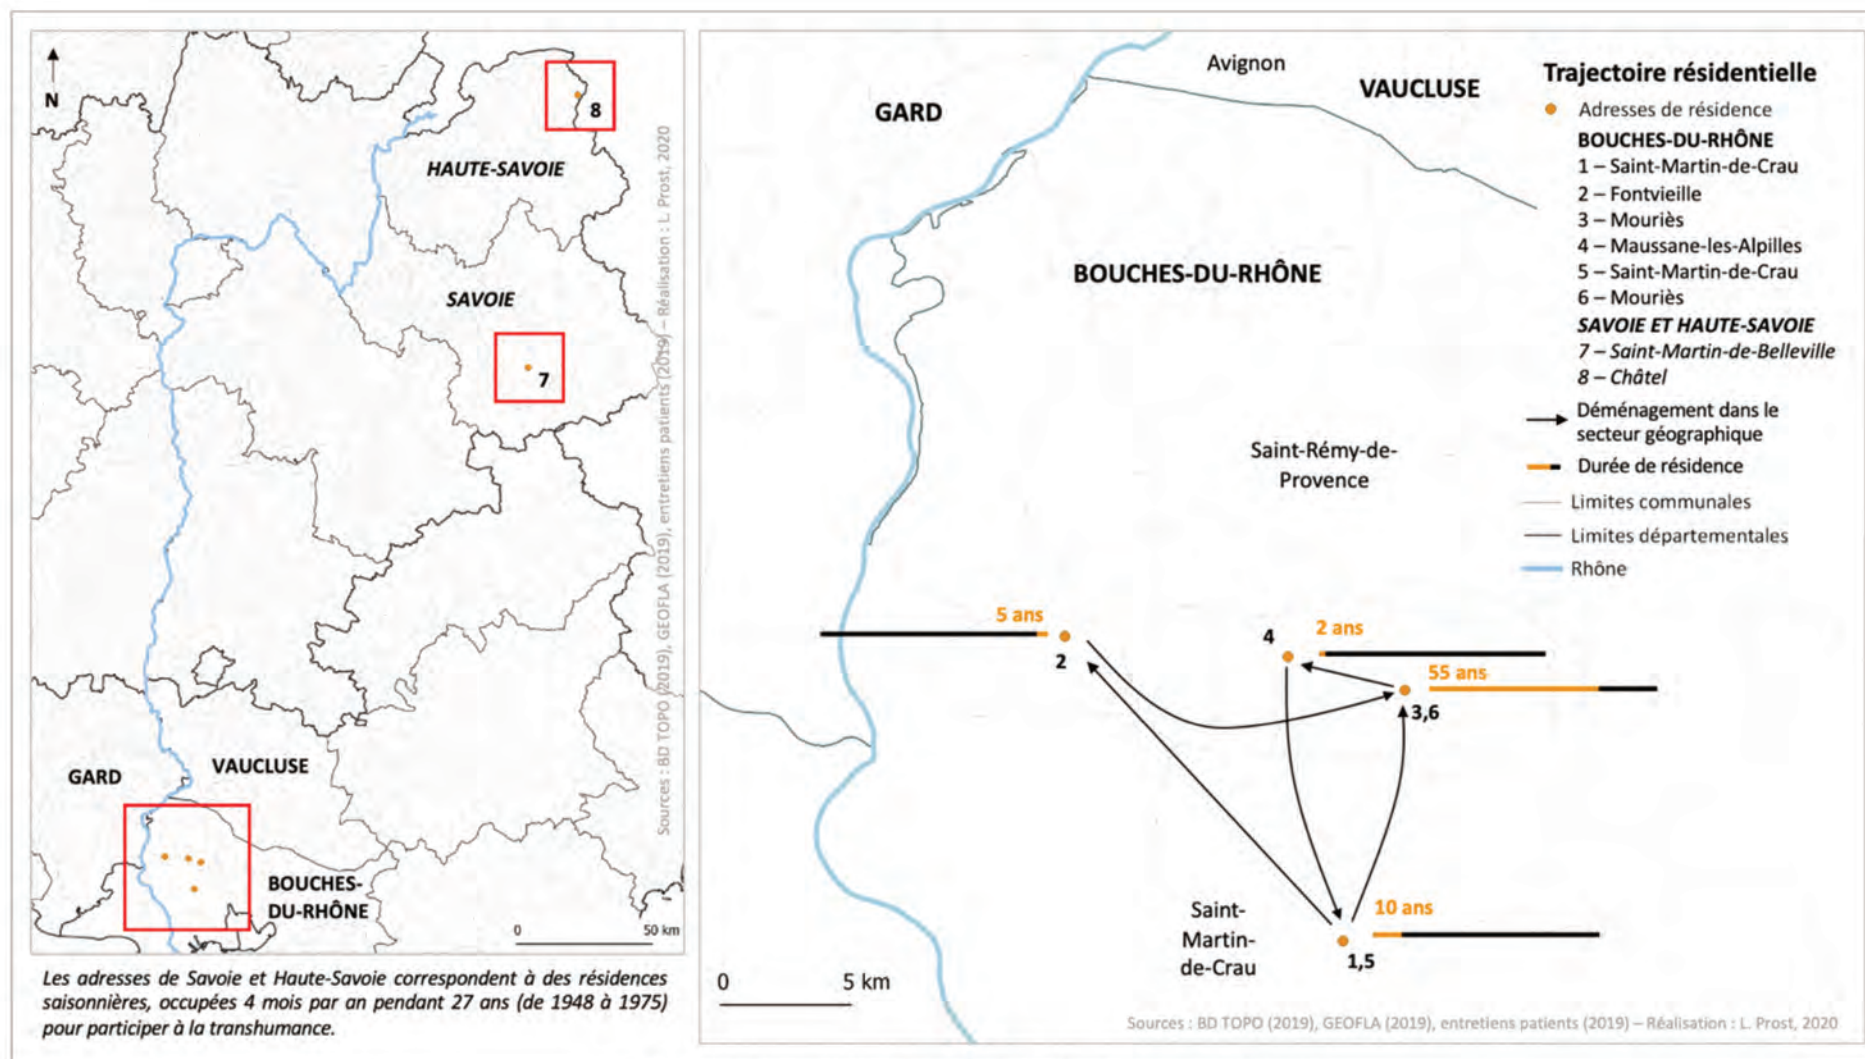 N
8
HAUTE-SAVOIE
SAVOIE
7
GARD
VAUCLUSE
BOUCHES-
DU-RHÔNE
0
50 km
Sources : BD TOPO (2019), GEOFLA (2019), entretiens patients (2019) – Réalisation : L. Prost, 2020
Les adresses de Savoie et Haute-Savoie correspondent à des résidences
saisonnières, occupées 4 mois par an pendant 27 ans (de 1948 à 1975)
pour participer à la transhumance.
Avignon
GARD
VAUCLUSE
BOUCHES-DU-RHÔNE
Saint-Rémy-de-
Provence
5 ans
2
4
2 ans
55 ans
3,6
10 ans
Saint-
Martin-
de-Crau
1,5
0
5 km
Trajectoire résidentielle
Adresses de résidence
BOUCHES-DU-RHÔNE
1 – Saint-Martin-de-Crau
2 – Fontvieille
3 – Mouriès
4 – Maussane-les-Alpilles
5 – Saint-Martin-de-Crau
6 – Mouriès
SAVOIE ET HAUTE-SAVOIE
7 – Saint-Martin-de-Belleville
8 – Châtel
Déménagement dans le
secteur géographique
Durée de résidence
Limites communales
Limites départementales
Rhône
Sources : BD TOPO (2019), GEOFLA (2019), entretiens patients (2019) – Réalisation : L. Prost, 2020